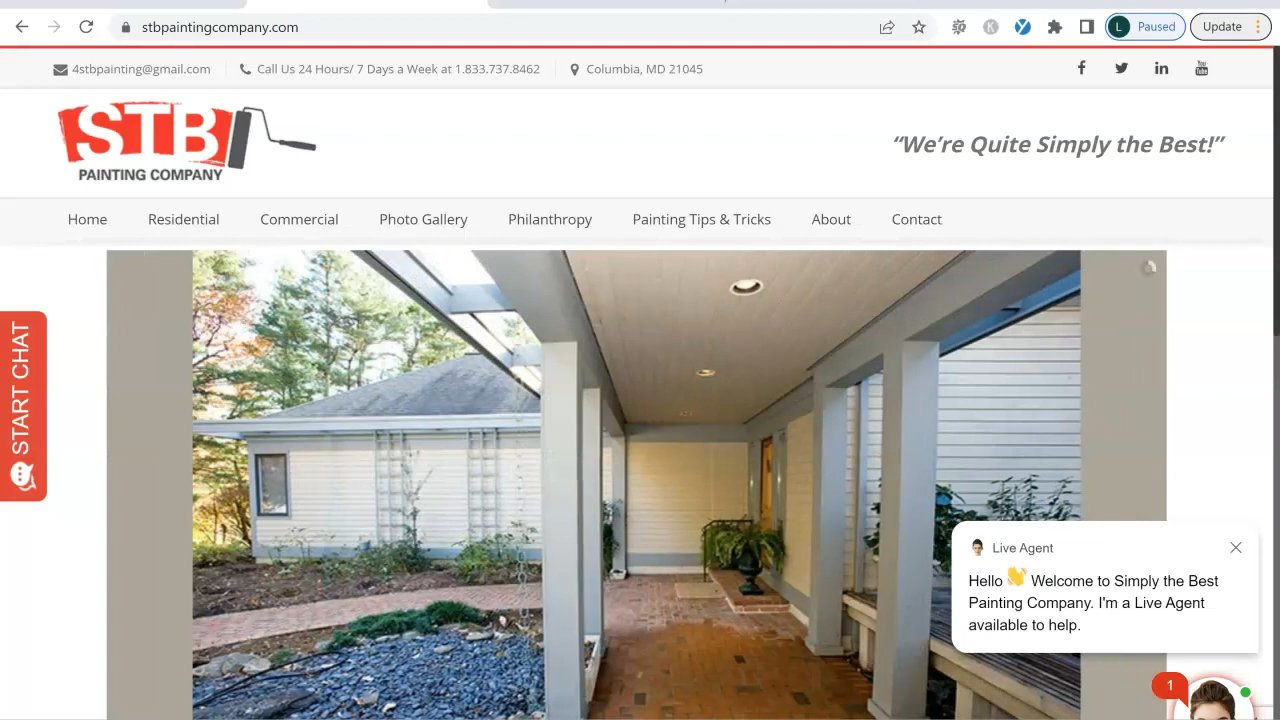 stbpaintingcompany.com
Paused
Update
4stbpainting@gmail.com
Call Us 24 Hours/ 7 Days a Week at 1.833.737.8462
Columbia, MD 21045
You
Tube
STB
PAINTING COMPANY
“We’re Quite Simply the Best!”
Home
Residential
Commercial
Photo Gallery
Philanthropy
Painting Tips & Tricks
About
Contact
START CHAT
Live Agent
Hello 👋 Welcome to Simply the Best
Painting Company. I'm a Live Agent
available to help.
1